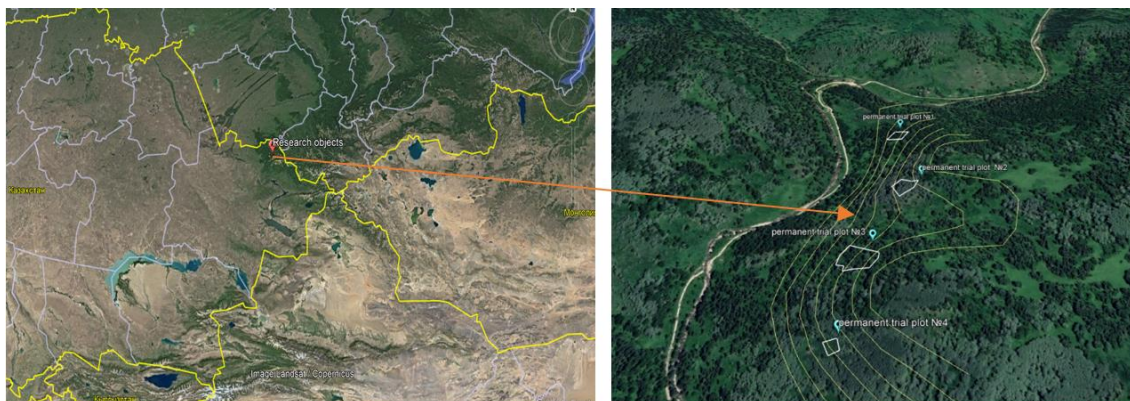 Research objects
Казахстан
Image Landsat / Copernicus
permanent trial plot №1
permanent trial plot №2
permanent trial plot №3
permanent trial plot №4